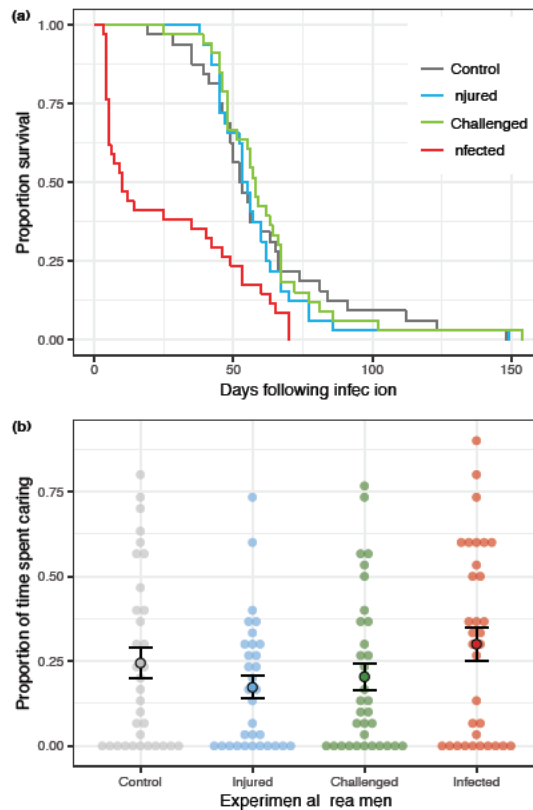 (a)
1.00
0.75
0.50
0.25
0.00
Proportion survival
Control
njured
Challenged
nfected
0
50
100
150
Days following infec ion
(b)
0.75
0.50
0.25
0.00
Proportion of time spent caring
Control
Injured
Challenged
Infected
Experimen al rea men